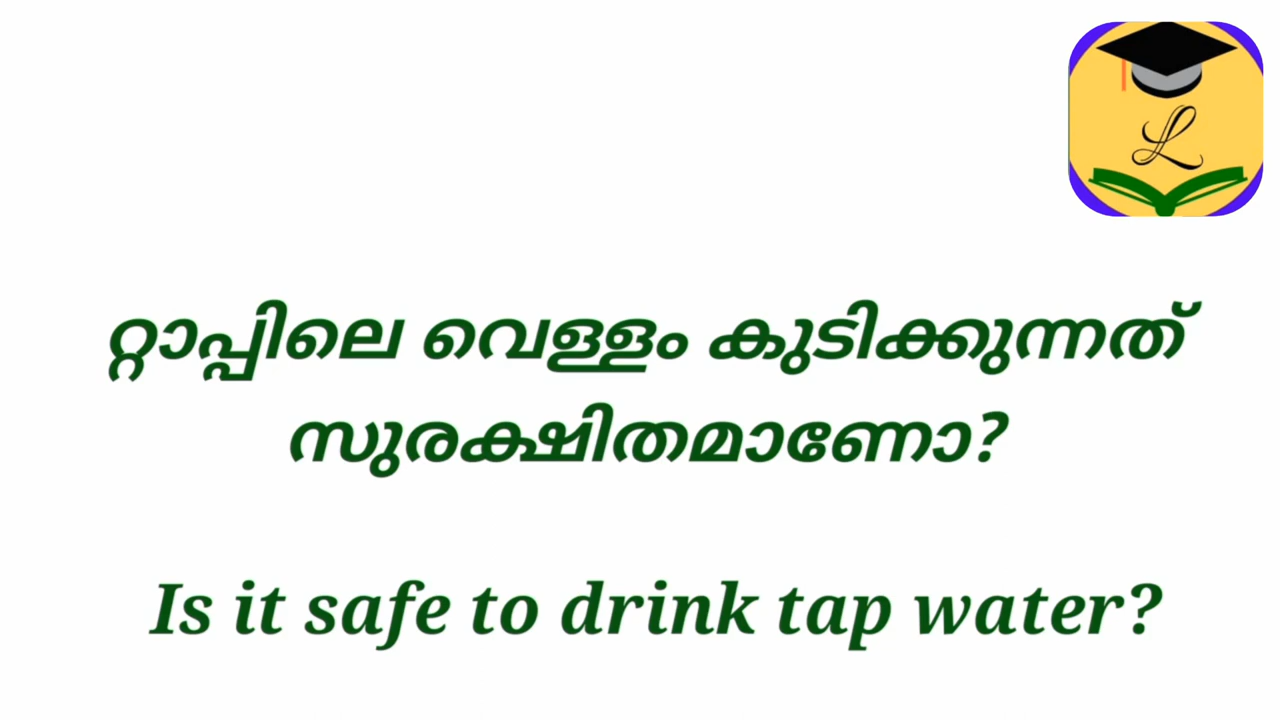 റ്റാപ്പിലെ വെള്ളം കുടിക്കുന്നത്
സുരക്ഷിതമാണോ?
Is it safe to drink tap water?
L